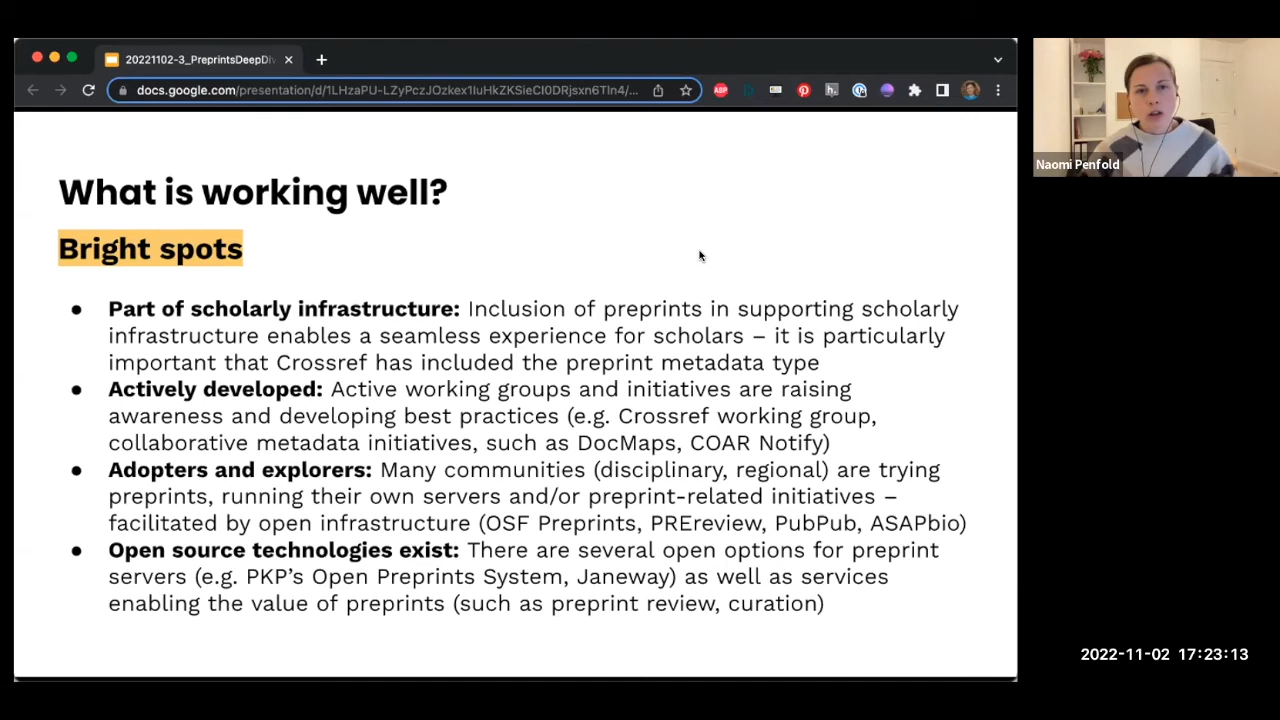 20221102-3_PreprintsDeepDiv
docs.google.com/presentation/d/1LHzaPU-LZyPczJOzkex1IuHkZKSieCI0DRjsxn6TIn4/...
ABP
Naomi Penfold
What is working well?
Bright spots
● Part of scholarly infrastructure: Inclusion of preprints in supporting scholarly
infrastructure enables a seamless experience for scholars – it is particularly
important that Crossref has included the preprint metadata type
● Actively developed: Active working groups and initiatives are raising
awareness and developing best practices (e.g. Crossref working group,
collaborative metadata initiatives, such as DocMaps, COAR Notify)
● Adopters and explorers: Many communities (disciplinary, regional) are trying
preprints, running their own servers and/or preprint-related initiatives –
facilitated by open infrastructure (OSF Preprints, PREreview, PubPub, ASAPbio)
● Open source technologies exist: There are several open options for preprint
servers (e.g. PKP’s Open Preprints System, Janeway) as well as services
enabling the value of preprints (such as preprint review, curation)
2022-11-02 17:23:13